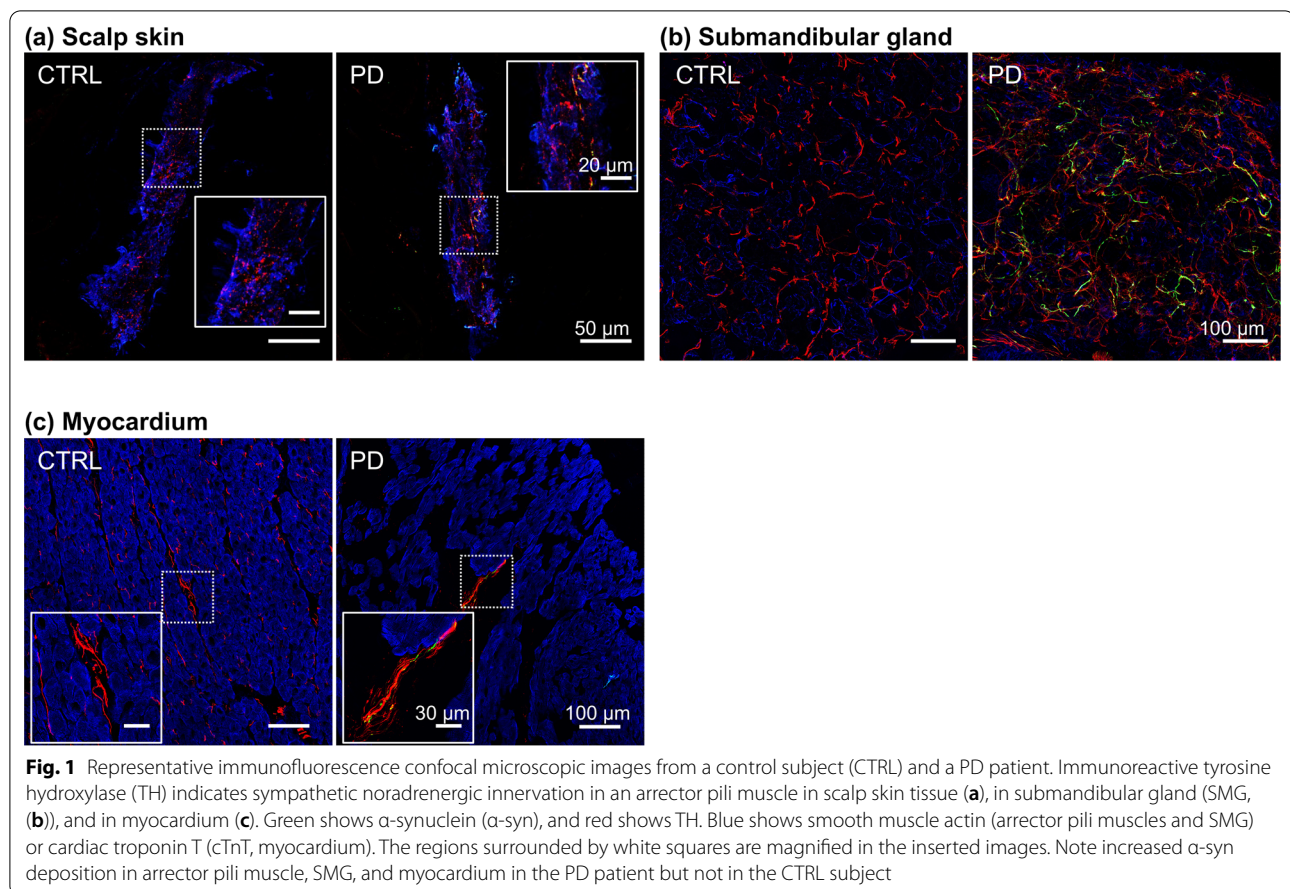 (a) Scalp skin
CTRL
PD
20 µm
50 µm
(b) Submandibular gland
CTRL
PD
100 µm
(c) Myocardium
CTRL
PD
30 µm
100 µm
Fig. 1 Representative immunofluorescence confocal microscopic images from a control subject (CTRL) and a PD patient. Immunoreactive tyrosine
hydroxylase (TH) indicates sympathetic noradrenergic innervation in an arrector pili muscle in scalp skin tissue (a), in submandibular gland (SMG,
(b)), and in myocardium (c). Green shows α-synuclein (α-syn), and red shows TH. Blue shows smooth muscle actin (arrector pili muscles and SMG)
or cardiac troponin T (cTnT, myocardium). The regions surrounded by white squares are magnified in the inserted images. Note increased α-syn
deposition in arrector pili muscle, SMG, and myocardium in the PD patient but not in the CTRL subject